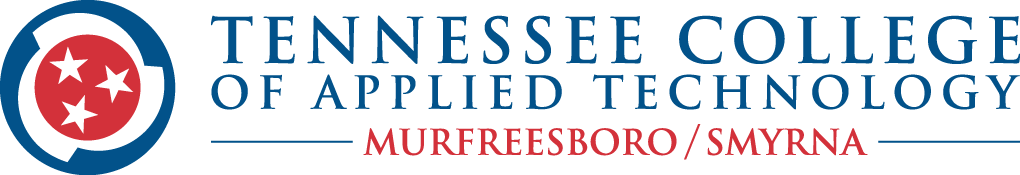 TENNESSEE COLLEGE
OF APPLIED TECHNOLOGY
MURFREESBORO / SMYRNA